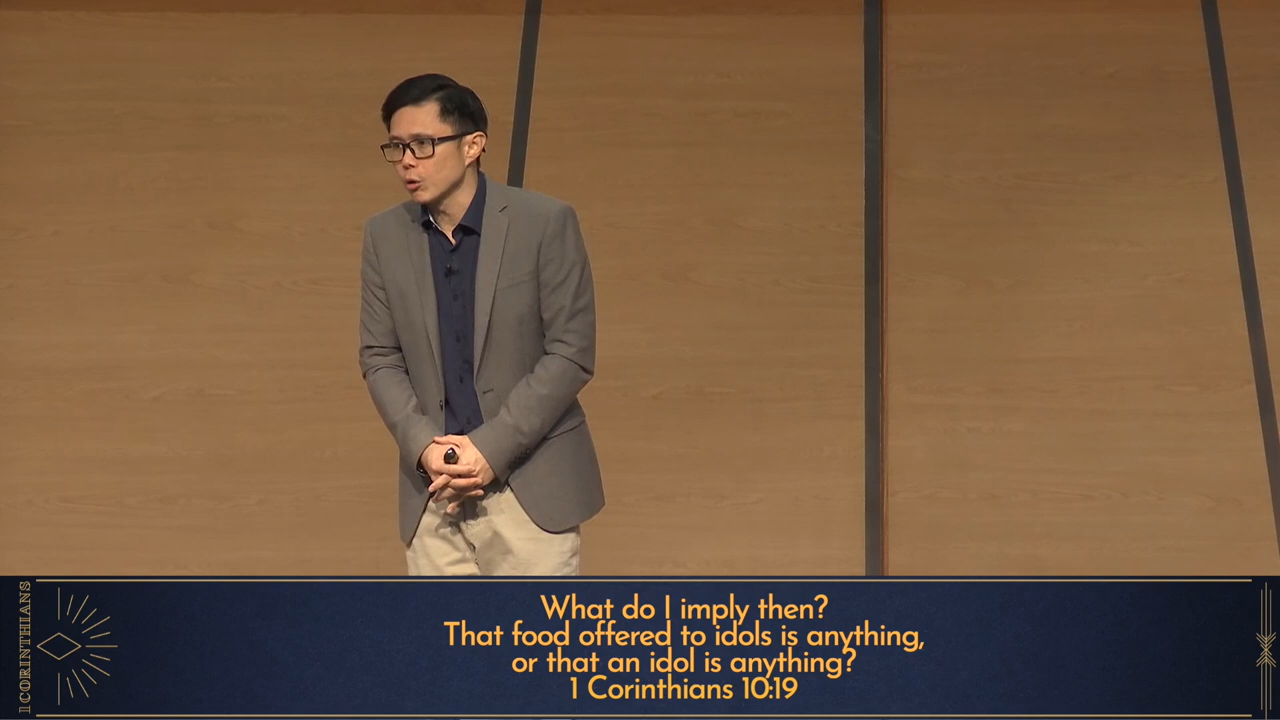 1 CORINTHIANS
What do I imply then?
That food offered to idols is anything,
or that an idol is anything?
1 Corinthians 10:19